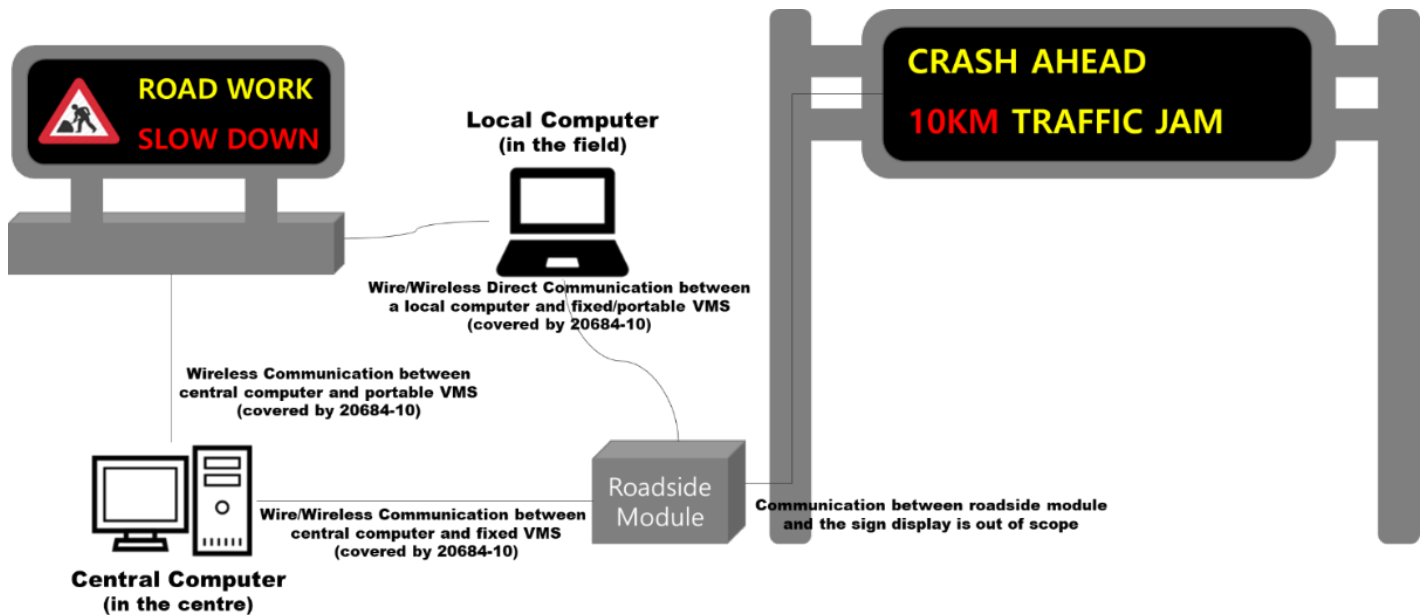 ROAD WORK
SLOW DOWN
CRASH AHEAD
10KM TRAFFIC JAM
Local Computer
(in the field)
Wire/Wireless Direct Communication between
a local computer and fixed/portable VMS
(covered by 20684-10)
Wireless Communication between
central computer and portable VMS
(covered by 20684-10)
Roadside
Module
Wire/Wireless Communication between
central computer and fixed VMS
(covered by 20684-10)
Communication between roadside module
and the sign display is out of scope
Central Computer
(in the centre)